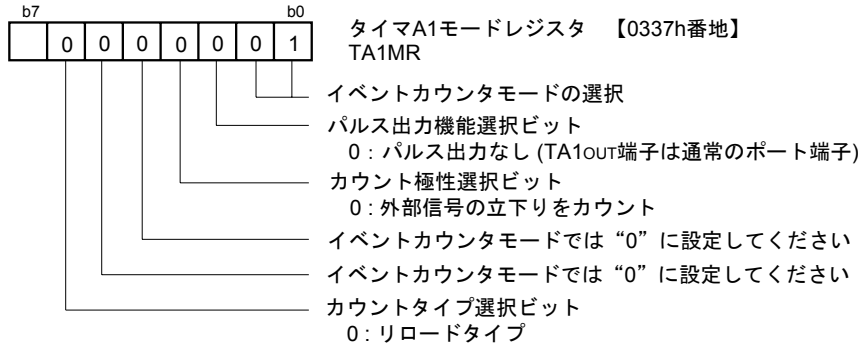 b7 b0
0 0 0 0 0 0 1
タイマA1モードレジスタ 【0337h番地】
TA1MR
イベントカウンタモードの選択
パルス出力機能選択ビット
0 : パルス出力なし (TA1OUT端子は通常のポート端子)
カウント極性選択ビット
0 : 外部信号の立下りをカウント
イベントカウンタモードでは“0”に設定してください
イベントカウンタモードでは“0”に設定してください
カウントタイプ選択ビット
0 : リロードタイプ